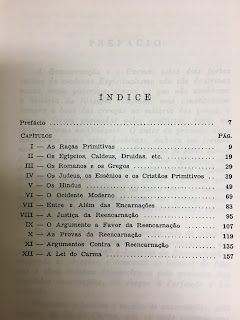 PREFÁCIO
ÍNDICE
Prefácio ........ 7
CAPÍTULOS
I — As Raças Primitivas ........ 9
II — Os Egípcios, Caldeus, Druidas, etc. ........ 19
III — Os Romanos e os Gregos ........ 29
IV — Os Judeus, os Essênios e os Cristãos Primitivos .. 39
V — Os Hindus ........ 49
VI — O Ocidente Moderno ........ 69
VII — Entre e Além das Encarnações ........ 83
VIII — A Justiça da Reencarnação ........ 95
IX — O Argumento a Favor da Reencarnação ........ 107
X — As Provas da Reencarnação ........ 119
XI — Argumentos Contra a Reencarnação ........ 135
XII — A Lei do Carma ........ 157